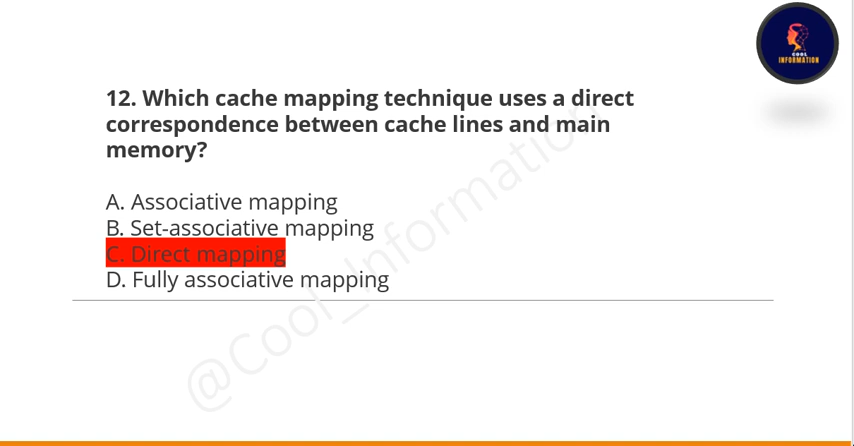 COOL
INFORMATION
12. Which cache mapping technique uses a direct
correspondence between cache lines and main
memory?
A. Associative mapping
B. Set-associative mapping
C. Direct mapping
D. Fully associative mapping
@Cool_Information